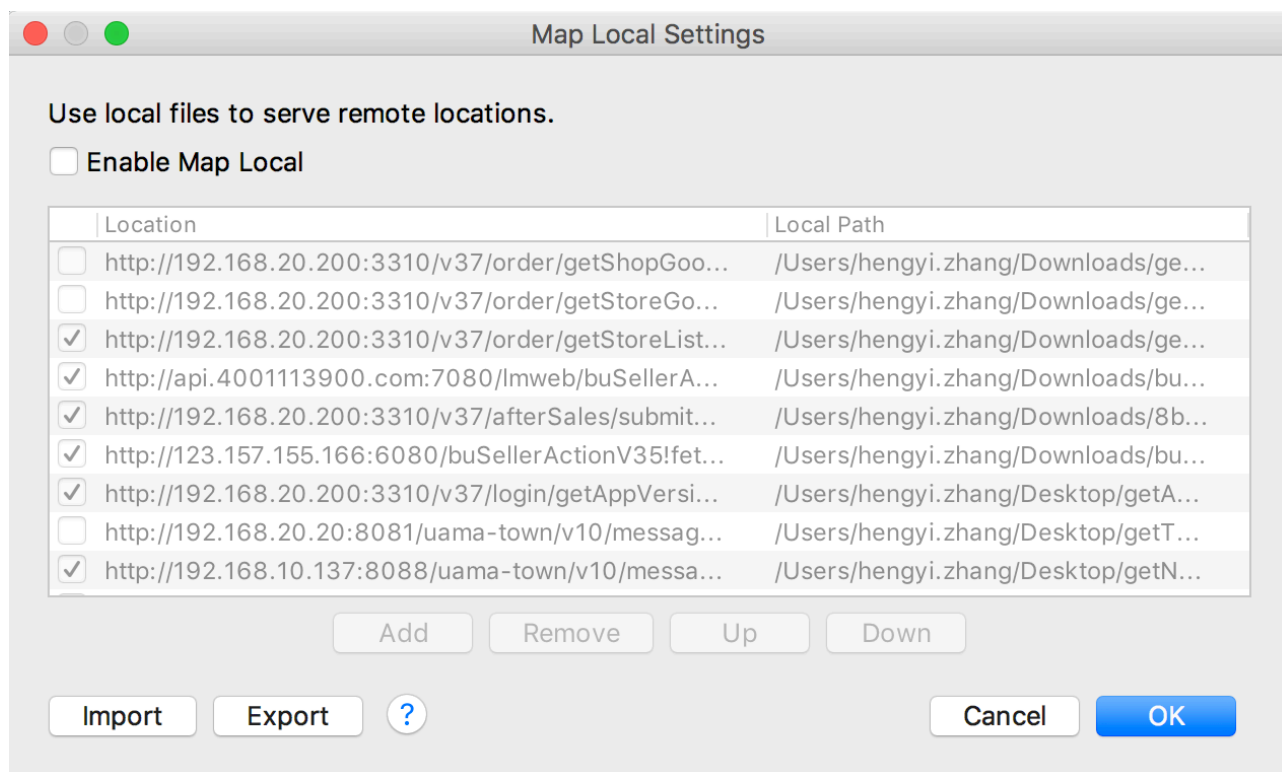 Map Local Settings
Use local files to serve remote locations.
Enable Map Local
Location Local Path
http://192.168.20.200:3310/v37/order/getShopGoo... /Users/hengyi.zhang/Downloads/ge...
http://192.168.20.200:3310/v37/order/getStoreGo... /Users/hengyi.zhang/Downloads/ge...
http://192.168.20.200:3310/v37/order/getStoreList... /Users/hengyi.zhang/Downloads/ge...
http://api.4001113900.com:7080/lmweb/buSellerA... /Users/hengyi.zhang/Downloads/bu...
http://192.168.20.200:3310/v37/afterSales/submit... /Users/hengyi.zhang/Downloads/8b...
http://123.157.155.166:6080/buSellerActionV35!fet... /Users/hengyi.zhang/Downloads/bu...
http://192.168.20.200:3310/v37/login/getAppVersi... /Users/hengyi.zhang/Desktop/getA...
http://192.168.20.20:8081/uama-town/v10/messag... /Users/hengyi.zhang/Desktop/getT...
http://192.168.10.137:8088/uama-town/v10/messa... /Users/hengyi.zhang/Desktop/getN...
Add Remove Up Down
Import Export ? Cancel OK